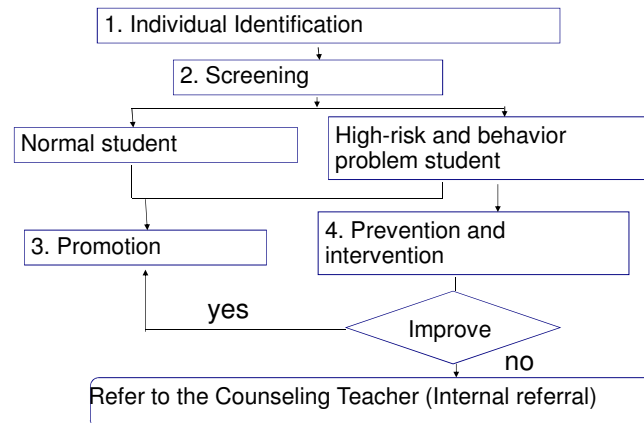 1. Individual Identification
2. Screening
Normal student
High-risk and behavior
problem student
3. Promotion
4. Prevention and
intervention
yes
Improve
no
Refer to the Counseling Teacher (Internal referral)